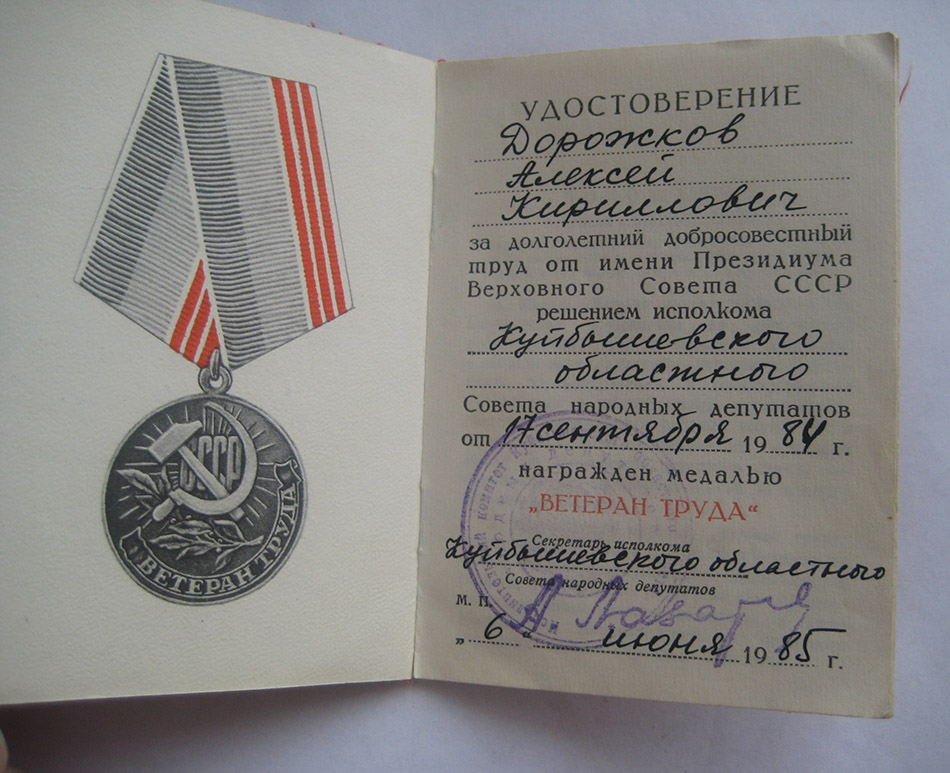 СССР
ВЕТЕРАН ТРУДА
УДОСТОВЕРЕНИЕ
Дорожков
Алексей
Кириллович
за долголетний добросовестный
труд от имени Президиума
Верховного Совета СССР
решением исполкома
Куйбышевского
областного
Совета народных депутатов
от 17 сентября 1984 г.
награжден медалью
„ВЕТЕРАН ТРУДА“
Секретарь исполкома
Куйбышевского областного
Совета народных депутатов
М. П.
„6“ июня 1985 г.